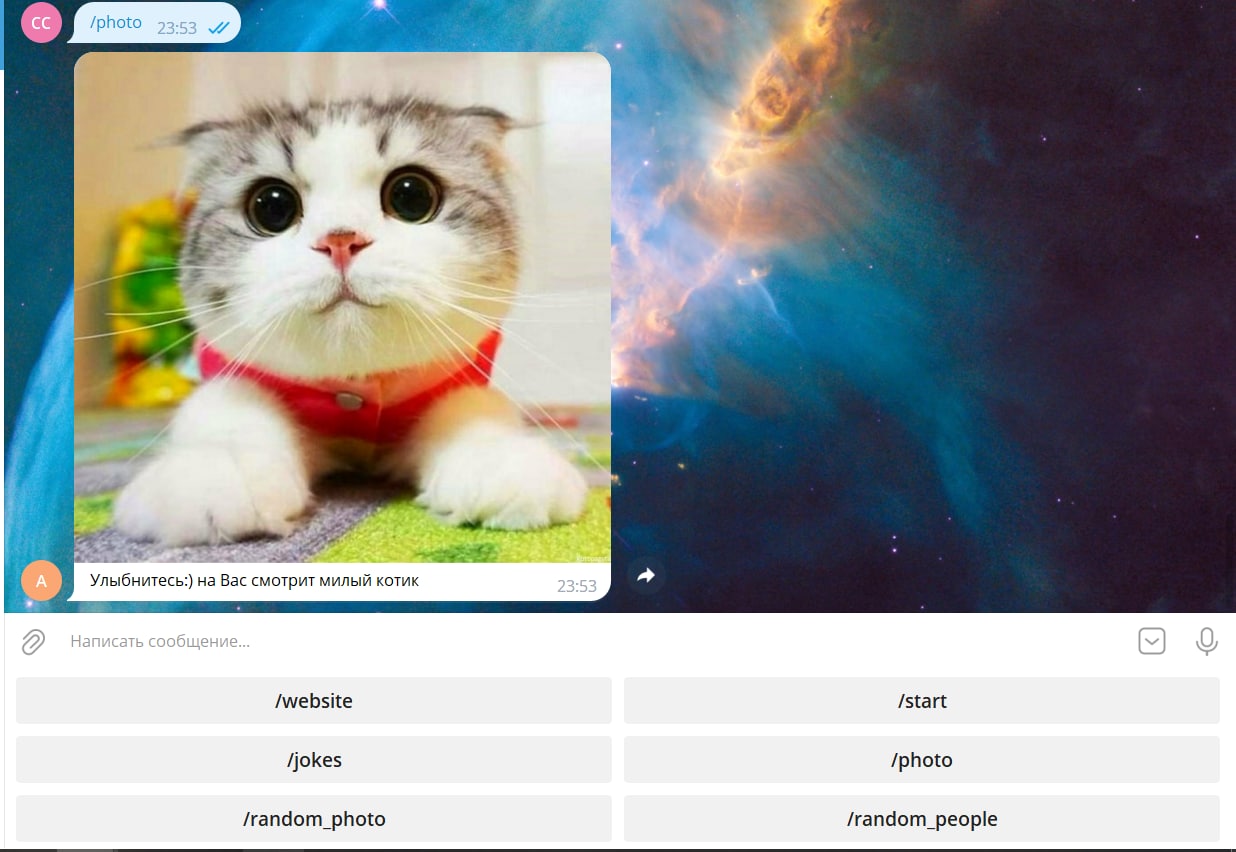 CC
/photo 23:53
A
Улыбнитесь:) на Вас смотрит милый котик
23:53
Написать сообщение...
/website
/start
/jokes
/photo
/random_photo
/random_people